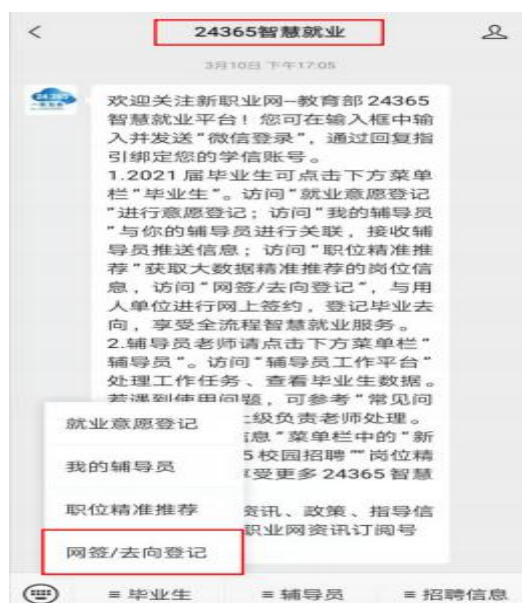 24365智慧就业
3月10日 下午17:05
欢迎关注新职业网—教育部24365
智慧就业平台！您可在输入框中输
入并发送“微信登录”，通过回复指
引绑定您的学信账号。
1.2021届毕业生可点击下方菜单
栏“毕业生”。访问“就业意愿登记
”进行意愿登记；访问“我的辅导员
”与你的辅导员进行关联，接收辅
导员推送信息；访问“职位精准推
荐”获取大数据精准推荐的岗位信
息，访问“网签/去向登记”，与用
人单位进行网上签约，登记毕业去
向，享受全流程智慧就业服务。
2.辅导员老师请点击下方菜单栏“
辅导员”。访问“辅导员工作平台”
处理工作任务、查看毕业生数据。
若遇到使用问题，可参考“常见问
级负责老师处理。
息”菜单栏中的“新
5校园招聘”“岗位精
享受更多24365智慧
资讯、政策、指导信
职业网资讯订阅号
就业意愿登记
我的辅导员
职位精准推荐
网签/去向登记
毕业生
辅导员
招聘信息